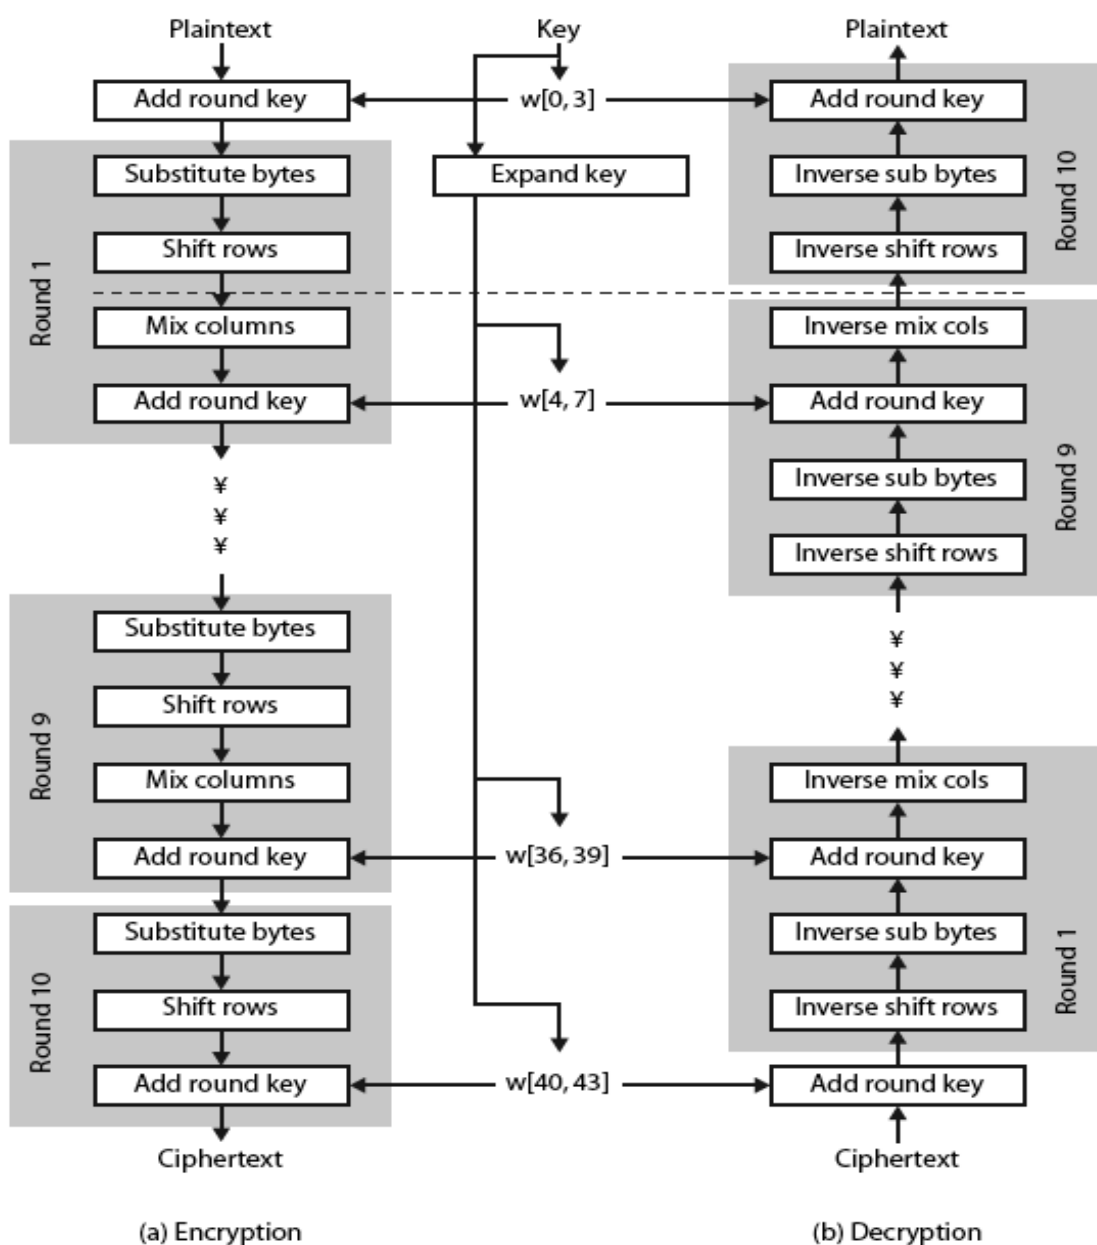 Plaintext
Add round key
Substitute bytes
Shift rows
Mix columns
Add round key
Round 1
¥
¥
¥
Substitute bytes
Shift rows
Mix columns
Add round key
Round 9
Substitute bytes
Shift rows
Add round key
Round 10
Ciphertext
(a) Encryption
Key
w[0, 3]
Expand key
w[4, 7]
w[36, 39]
w[40, 43]
Plaintext
Add round key
Inverse sub bytes
Inverse shift rows
Round 10
Inverse mix cols
Add round key
Inverse sub bytes
Inverse shift rows
Round 9
¥
¥
¥
Inverse mix cols
Add round key
Inverse sub bytes
Inverse shift rows
Round 1
Add round key
Ciphertext
(b) Decryption